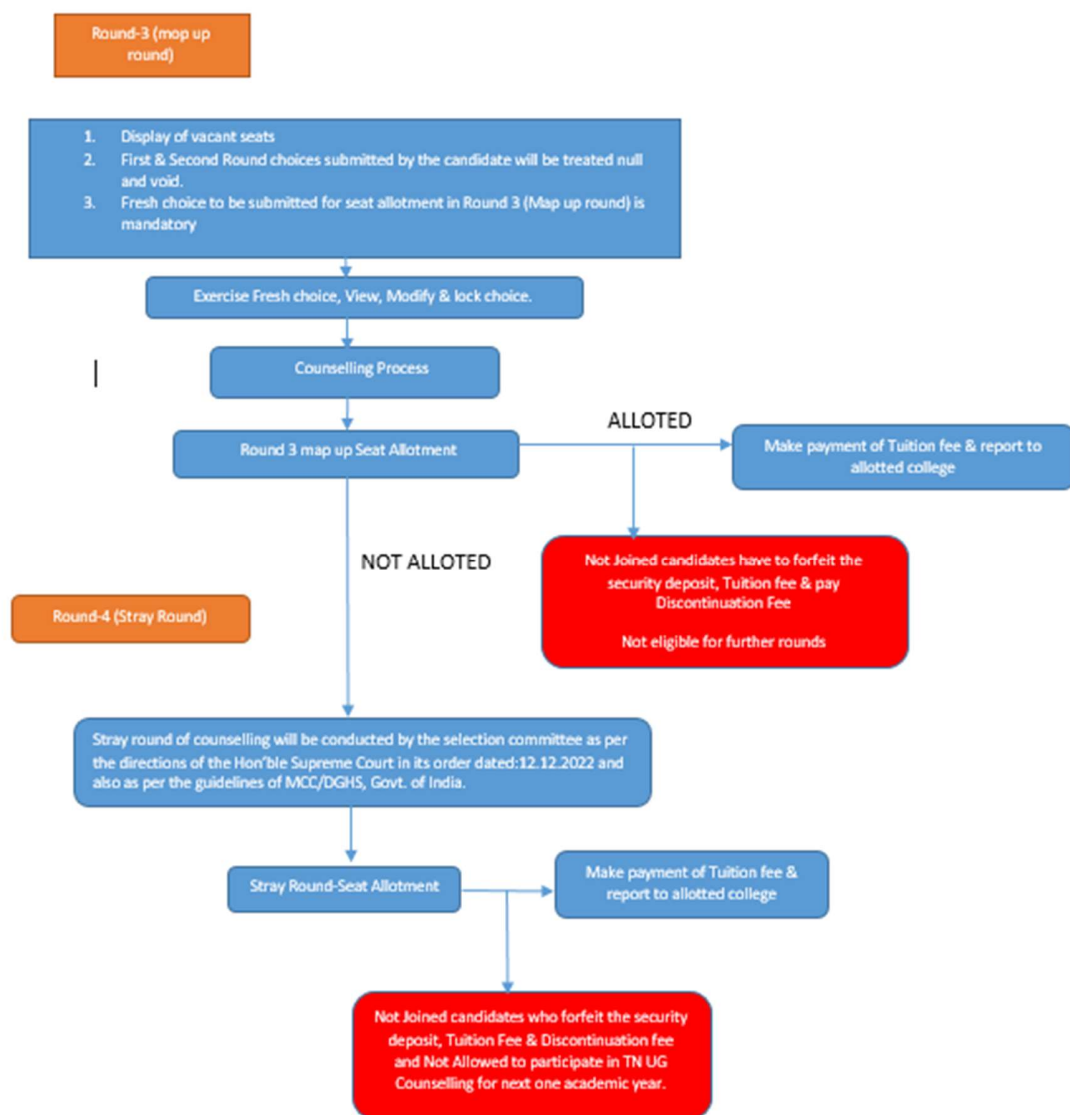 Round-3 (mop up
round)
1. Display of vacant seats
2. First & Second Round choices submitted by the candidate will be treated null
and void.
3. Fresh choice to be submitted for seat allotment in Round 3 (Map up round) is
mandatory
Exercise Fresh choice, View, Modify & lock choice.
Counselling Process
ALLOTED
Round 3 map up Seat Allotment
Make payment of Tuition fee & report to
allotted college
NOT ALLOTED
Not Joined candidates have to forfeit the
security deposit, Tuition fee & pay
Discontinuation Fee
Not eligible for further rounds
Round-4 (Stray Round)
Stray round of counselling will be conducted by the selection committee as per
the directions of the Hon'ble Supreme Court in its order dated:12.12.2022 and
also as per the guidelines of MCC/DGHS, Govt. of India.
Stray Round-Seat Allotment
Make payment of Tuition fee &
report to allotted college
Not Joined candidates who forfeit the security
deposit, Tuition Fee & Discontinuation fee
and Not Allowed to participate in TN UG
Counselling for next one academic year.